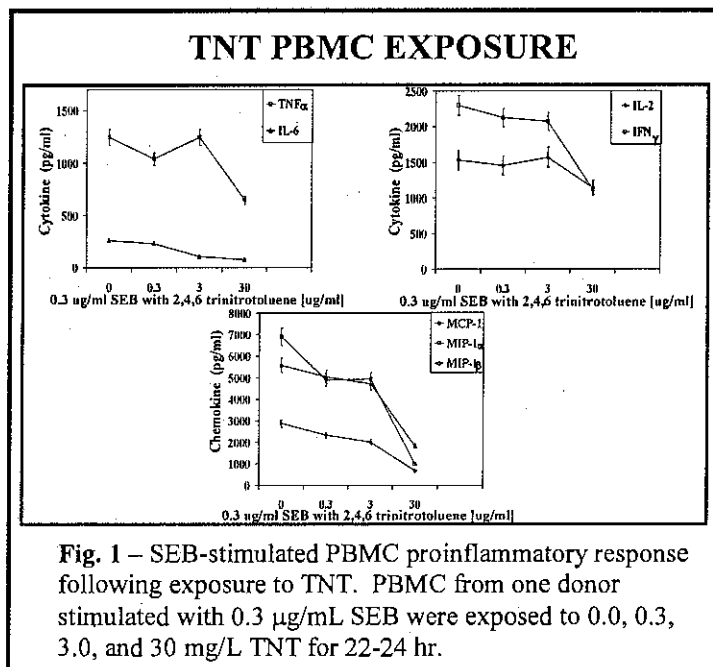 TNT PBMC EXPOSURE
TNFα
IL-6
Cytokine (pg/ml)
1500
1000
500
0
0 0.3 3 30
0.3 ug/ml SEB with 2,4,6 trinitrotoluene [ug/ml]
IL-2
IFNγ
Cytokine (pg/ml)
2500
2000
1500
1000
500
0
0 0.3 3 30
0.3 ug/ml SEB with 2,4,6 trinitrotoluene [ug/ml]
MCP-1
MIP-1α
MIP-1β
Chemokine (pg/ml)
8000
7000
6000
5000
4000
3000
2000
1000
0
0 0.3 3 30
0.3 ug/ml SEB with 2,4,6 trinitrotoluene [ug/ml]
Fig. 1 – SEB-stimulated PBMC proinflammatory response
following exposure to TNT. PBMC from one donor
stimulated with 0.3 μg/mL SEB were exposed to 0.0, 0.3,
3.0, and 30 mg/L TNT for 22-24 hr.